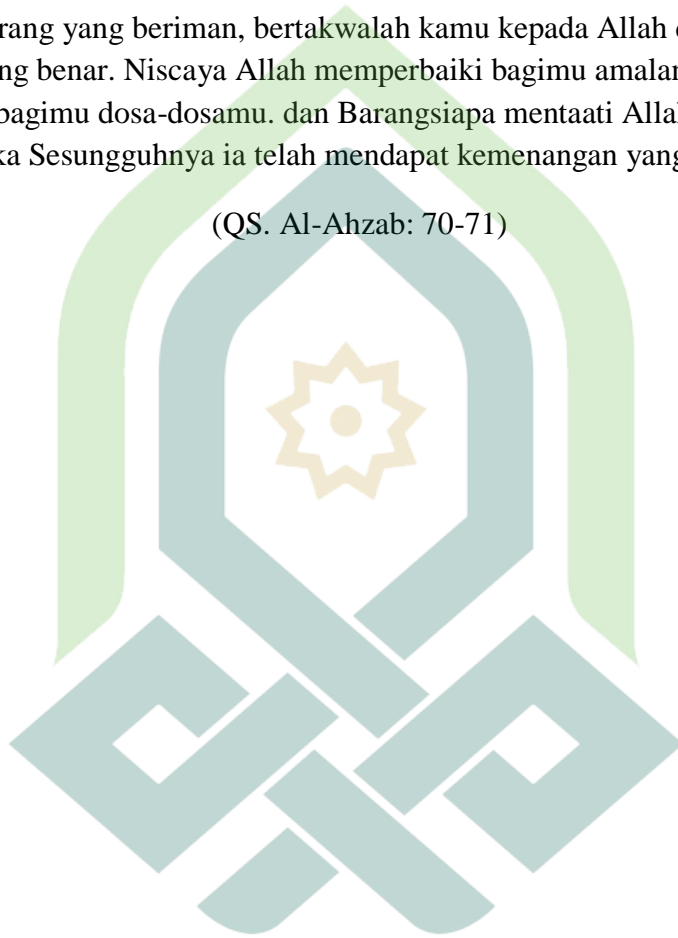 rang yang beriman, bertakwalah kamu kepada Allah
ng benar. Niscaya Allah memperbaiki bagimu amalan
bagimu dosa-dosamu. dan Barangsiapa mentaati Allah
ka Sesungguhnya ia telah mendapat kemenangan yang
(QS. Al-Ahzab: 70-71)